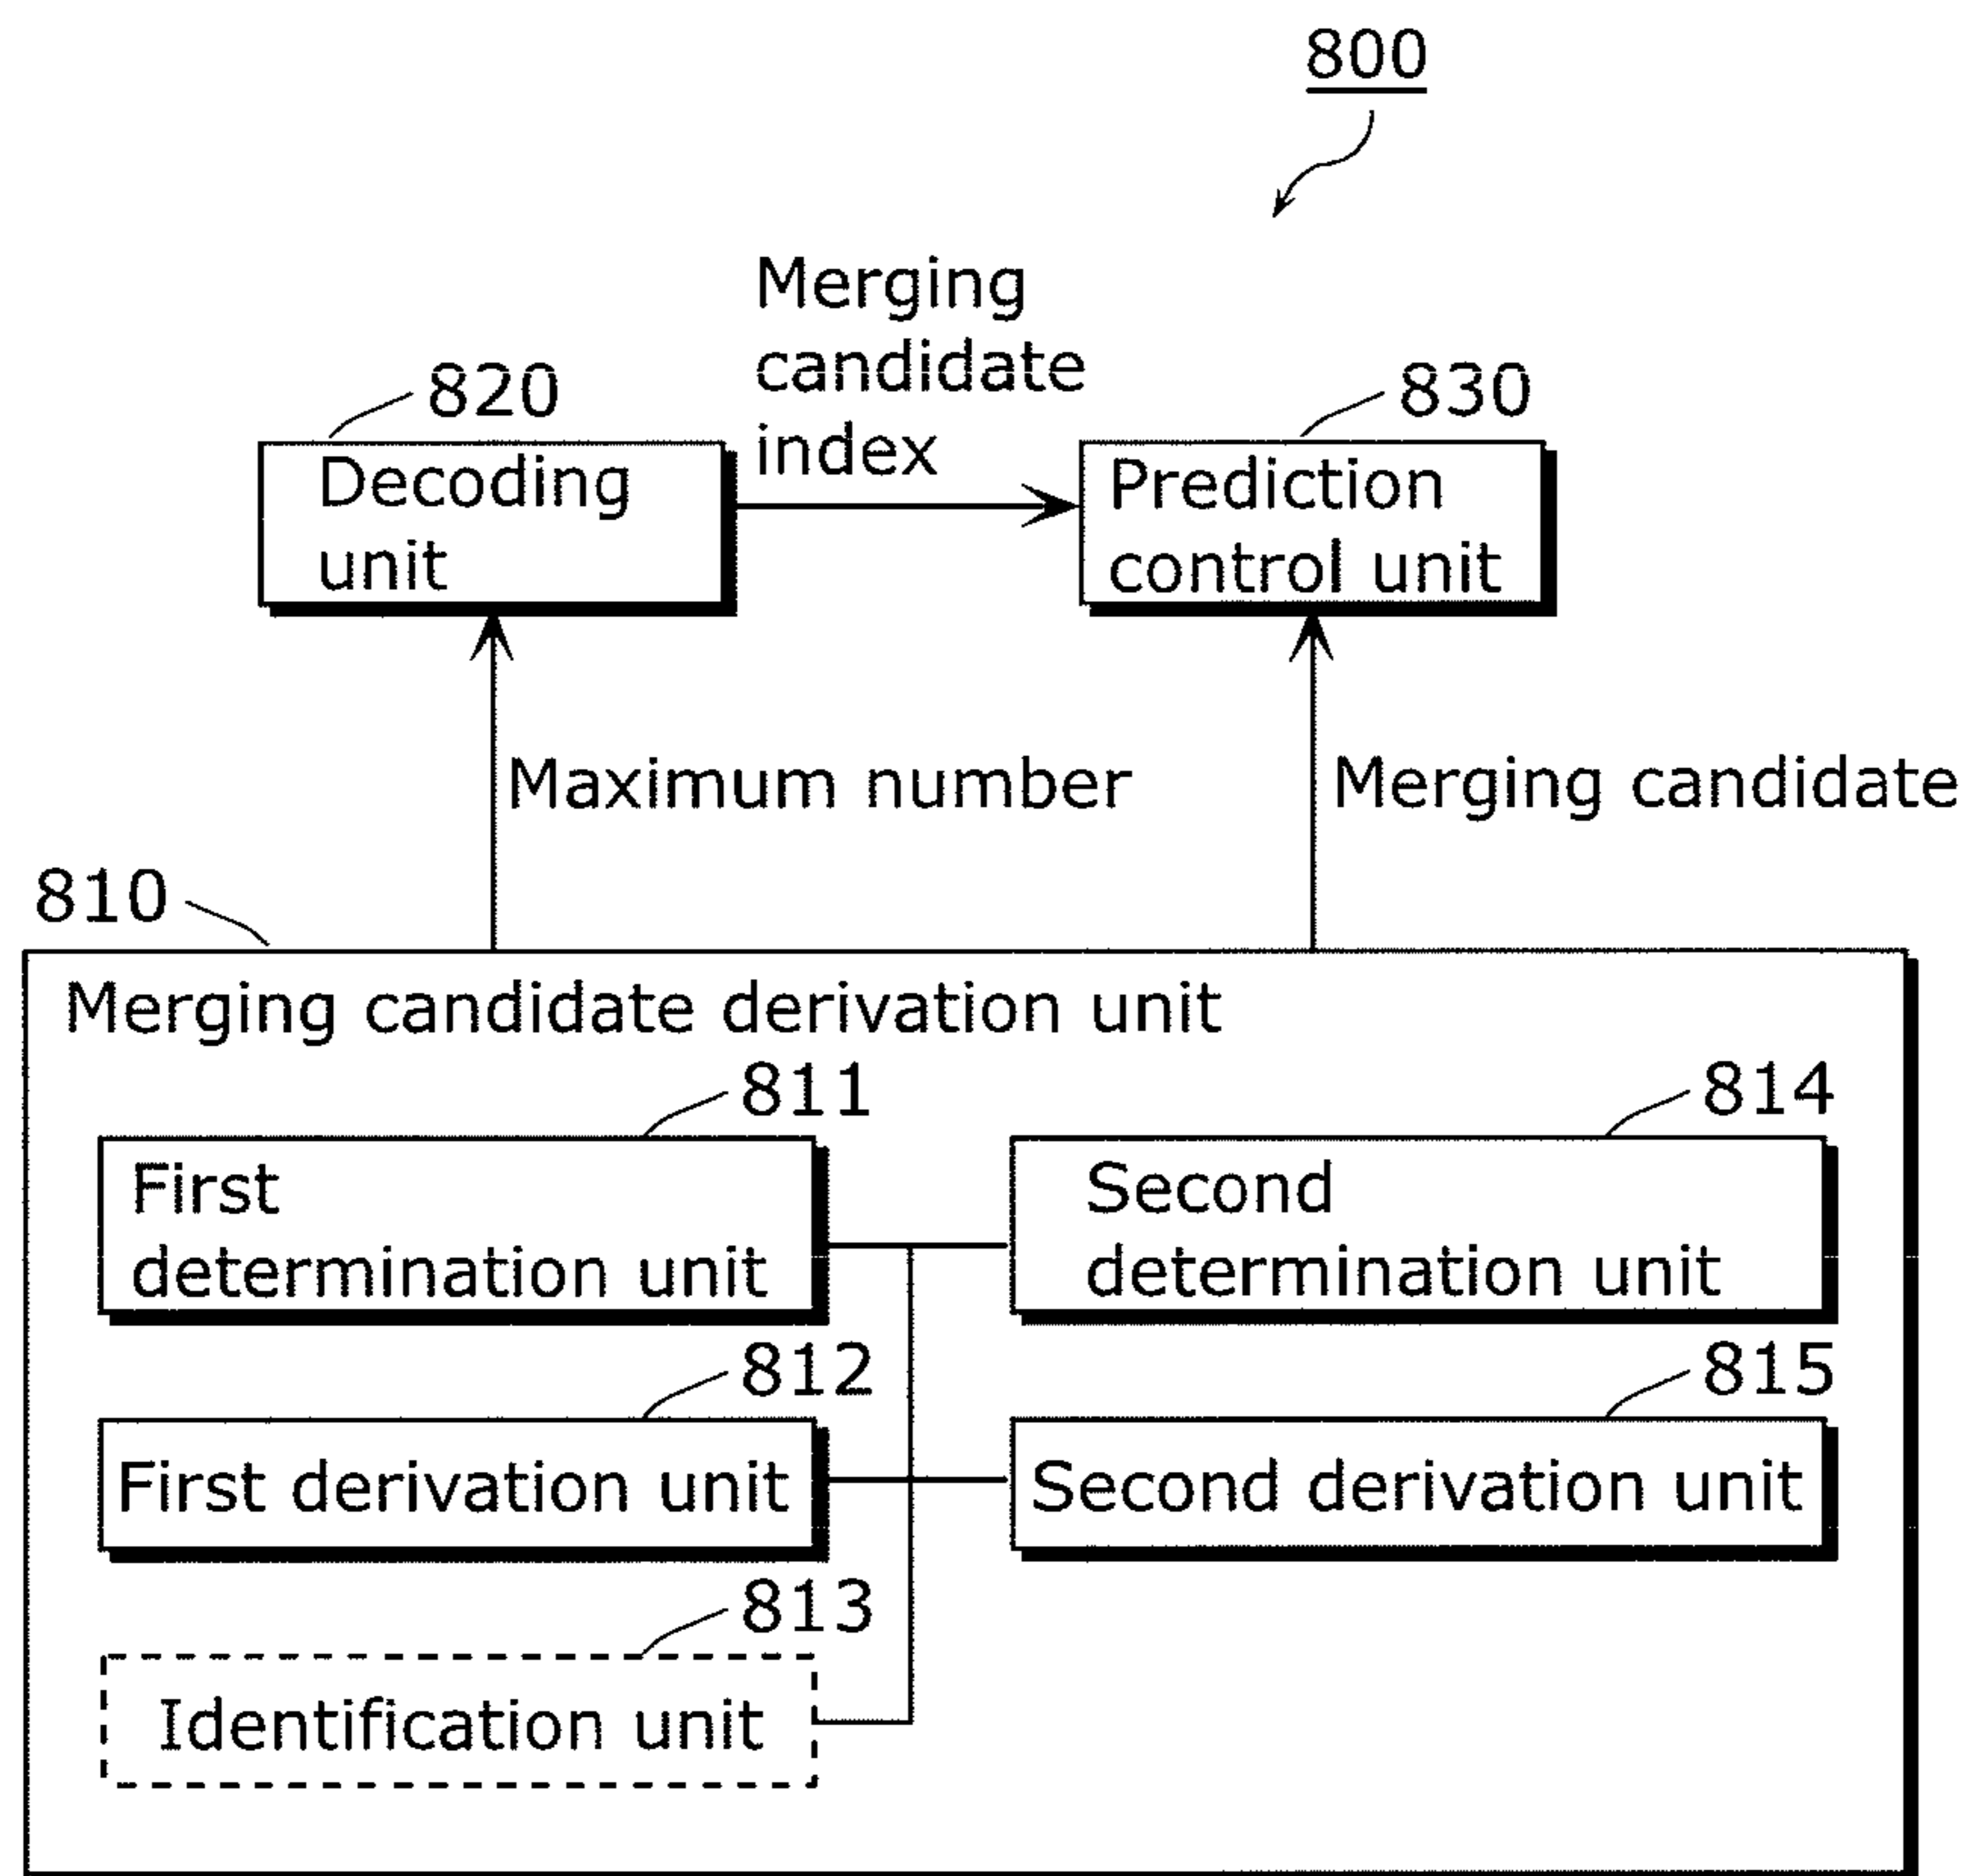 800
Merging
candidate
index
820
830
Decoding
unit
Prediction
control unit
Maximum number
Merging candidate
810
Merging candidate derivation unit
811
814
First
determination unit
Second
determination unit
812
815
First derivation unit
Second derivation unit
813
Identification unit